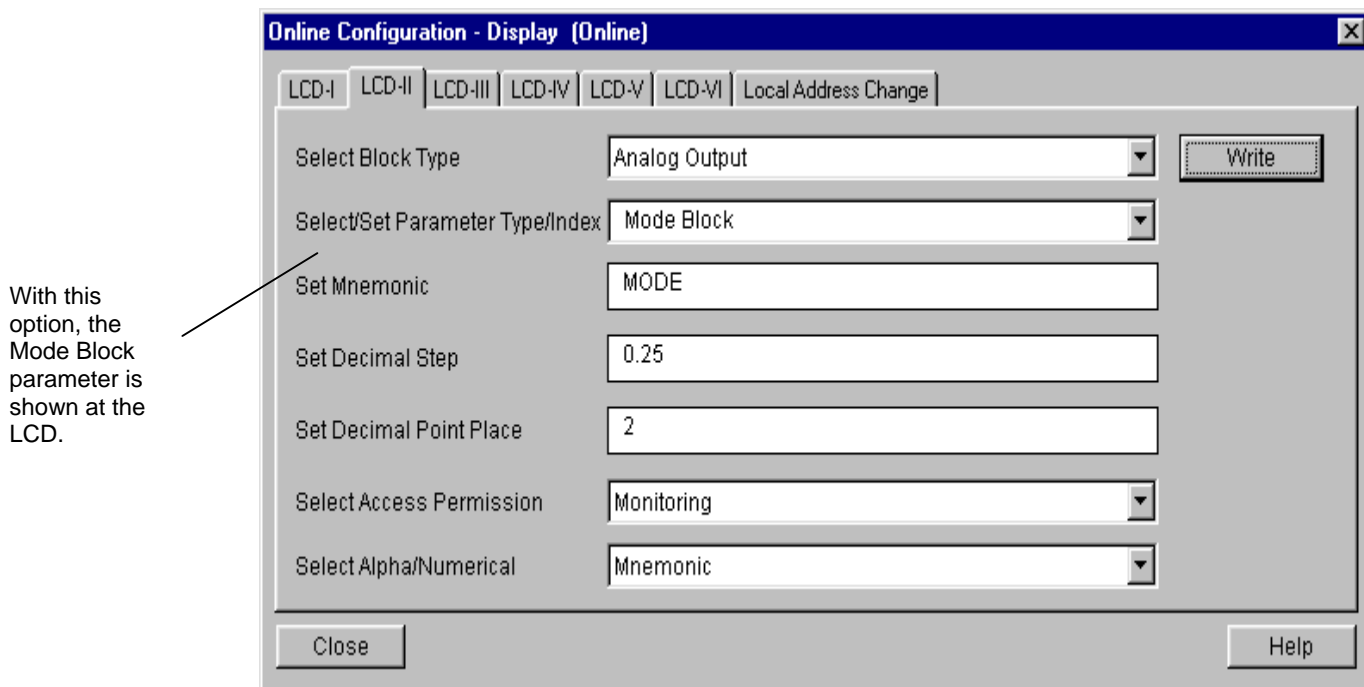 Online Configuration - Display (Online)
LCD-I LCD-II LCD-III LCD-IV LCD-V LCD-VI Local Address Change
Select Block Type Analog Output Write
Select/Set Parameter Type/Index Mode Block
Set Mnemonic MODE
Set Decimal Step 0.25
Set Decimal Point Place 2
Select Access Permission Monitoring
Select Alpha/Numerical Mnemonic
Close Help
With this
option, the
Mode Block
parameter is
shown at the
LCD.